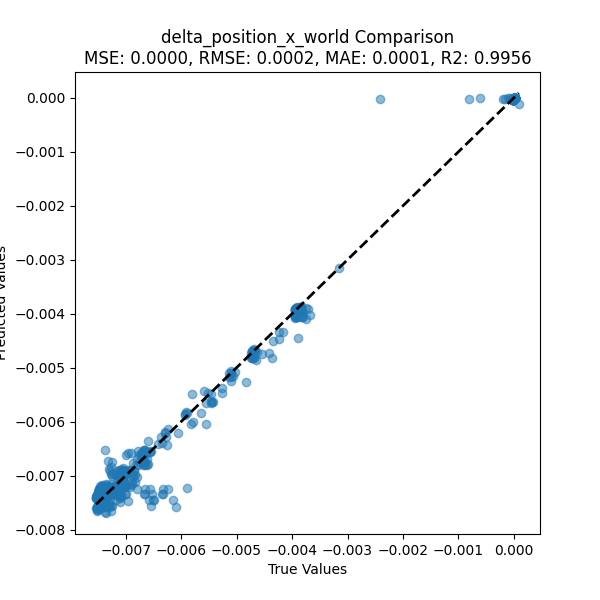 delta_position_x_world Comparison
MSE: 0.0000, RMSE: 0.0002, MAE: 0.0001, R2: 0.9956
0.000
−0.001
−0.002
−0.003
−0.004
−0.005
−0.006
−0.007
−0.008
Predicted Values
−0.007 −0.006 −0.005 −0.004 −0.003 −0.002 −0.001 0.000
True Values